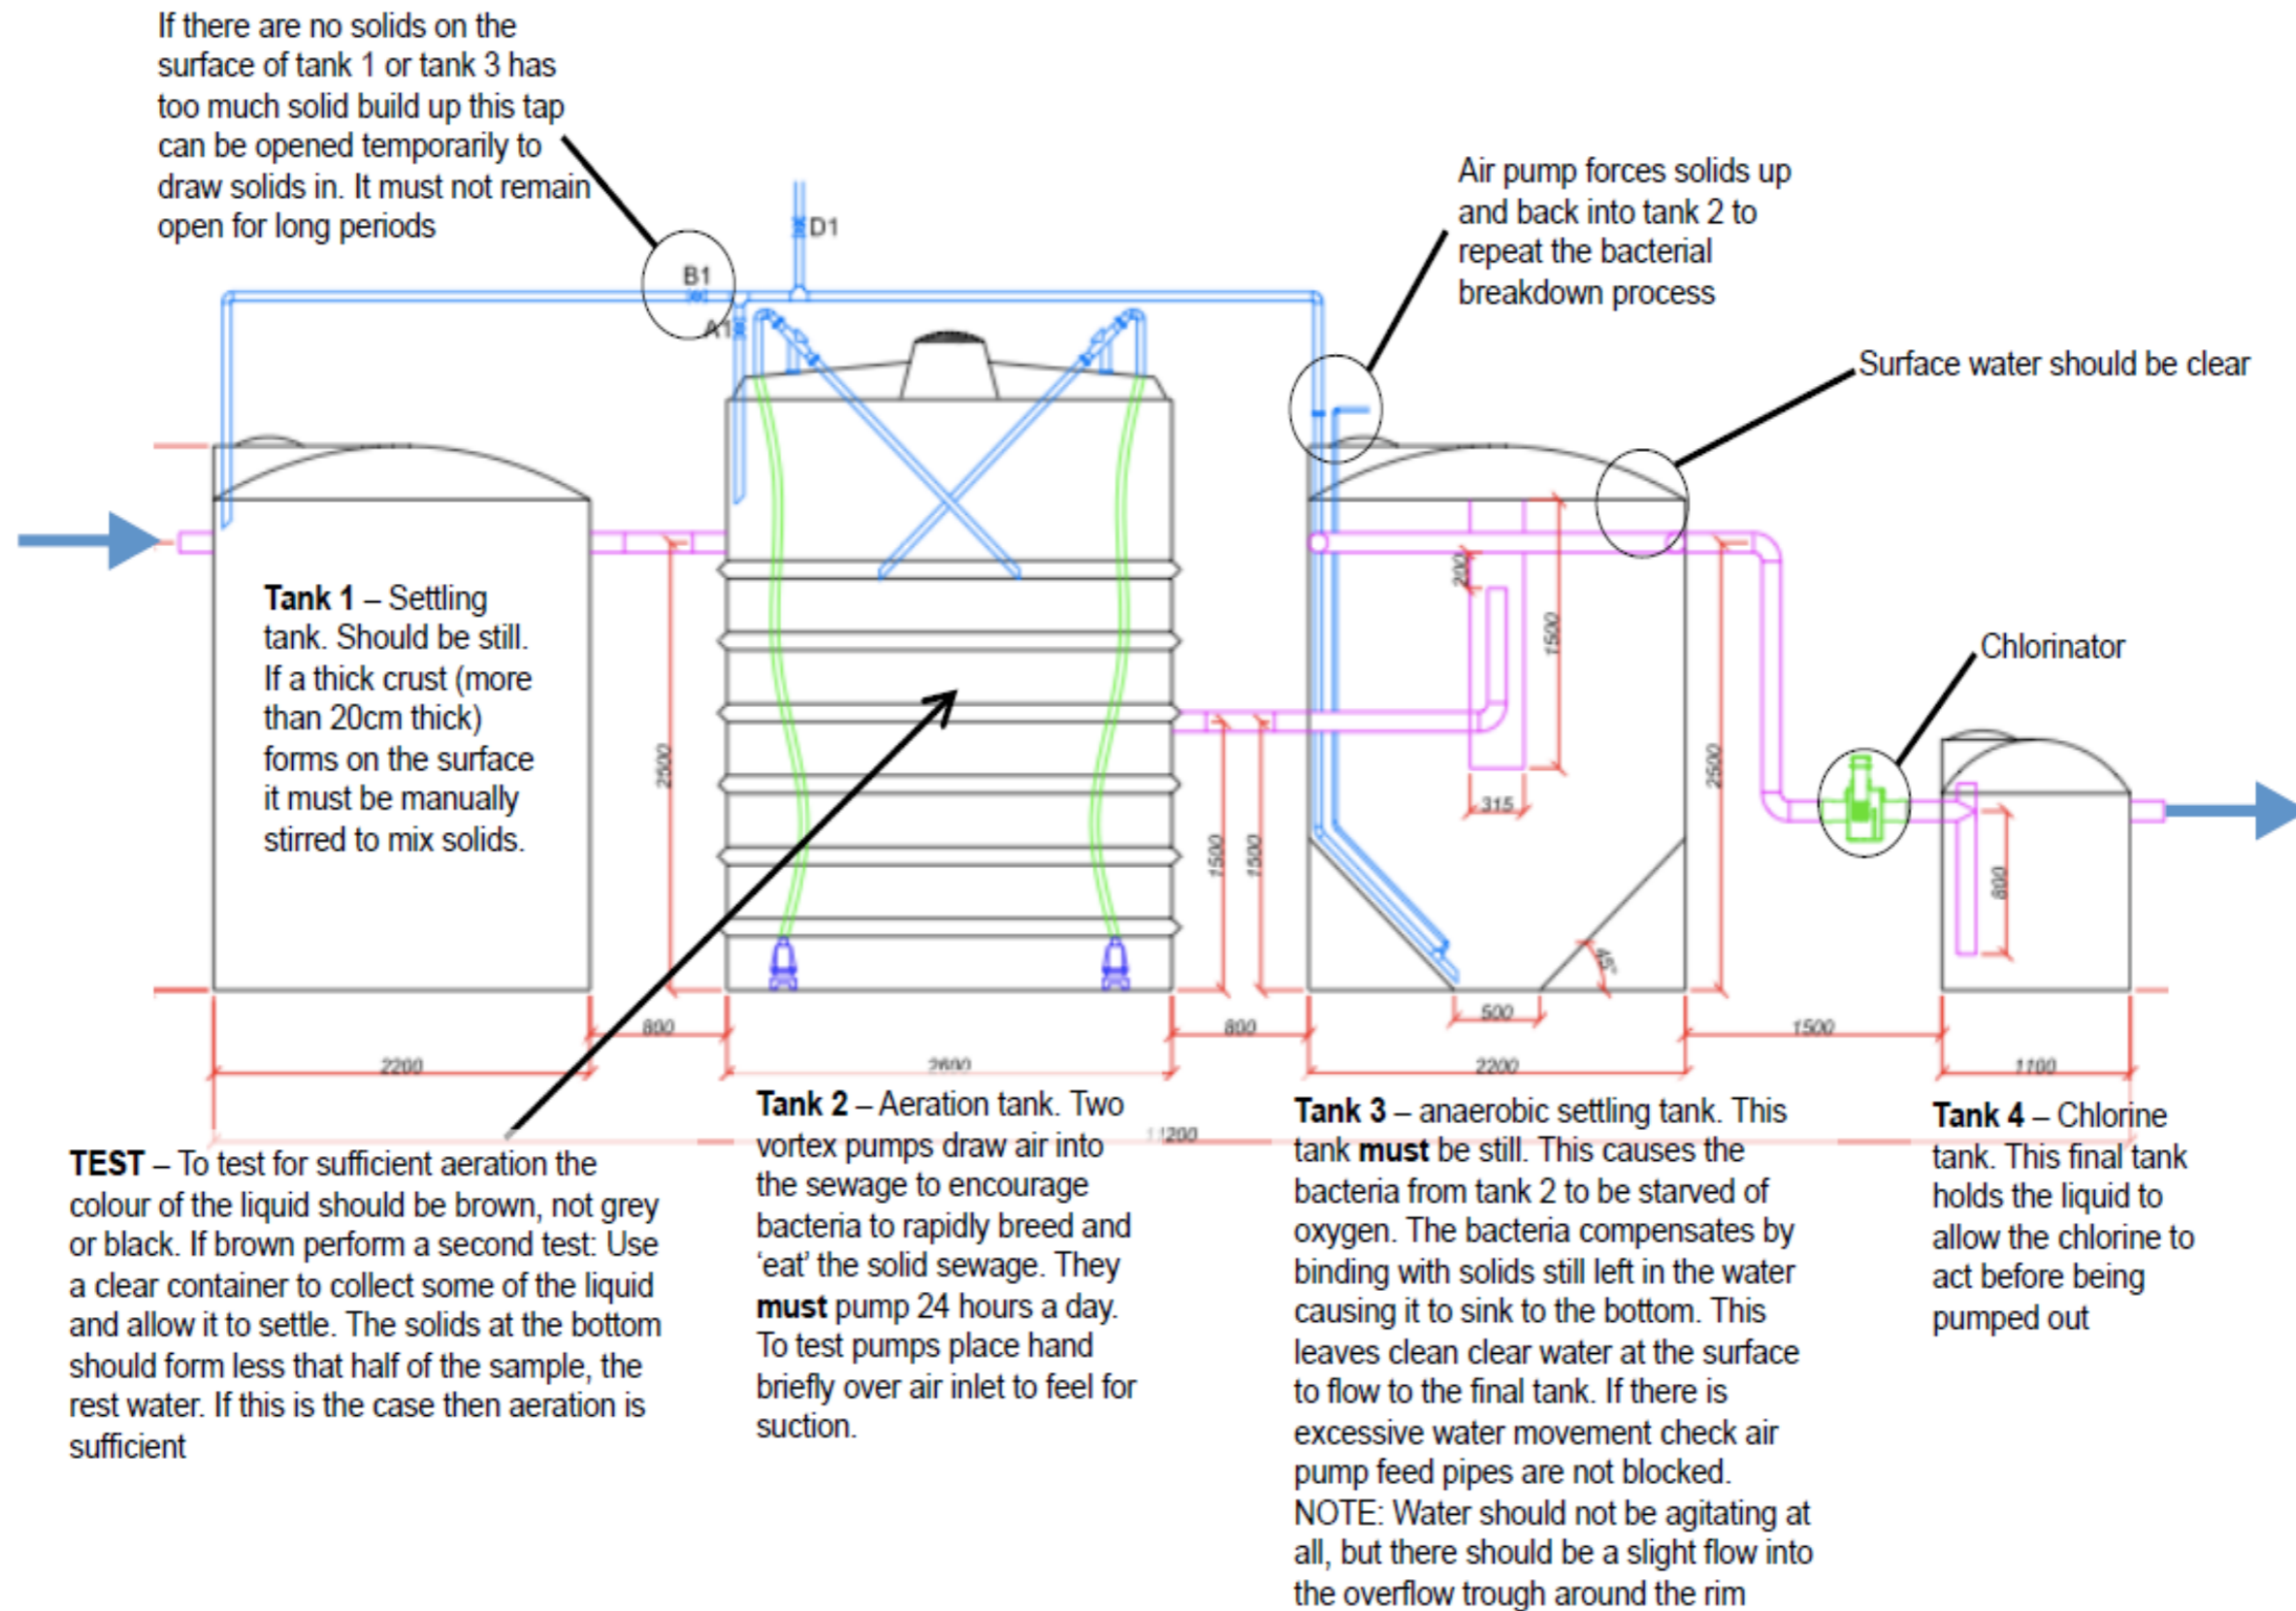 If there are no solids on the
surface of tank 1 or tank 3 has
too much solid build up this tap
can be opened temporarily to
draw solids in. It must not remain
open for long periods
Air pump forces solids up
and back into tank 2 to
repeat the bacterial
breakdown process
Surface water should be clear
D1
B1
A1
Tank 1 – Settling
tank. Should be still.
If a thick crust (more
than 20cm thick)
forms on the surface
it must be manually
stirred to mix solids.
Chlorinator
200
1500
315
2500
1500
1500
2500
800
45°
500
800
800
1500
2200
2600
2200
1100
11200
TEST – To test for sufficient aeration the
colour of the liquid should be brown, not grey
or black. If brown perform a second test: Use
a clear container to collect some of the liquid
and allow it to settle. The solids at the bottom
should form less that half of the sample, the
rest water. If this is the case then aeration is
sufficient
Tank 2 – Aeration tank. Two
vortex pumps draw air into
the sewage to encourage
bacteria to rapidly breed and
‘eat’ the solid sewage. They
must pump 24 hours a day.
To test pumps place hand
briefly over air inlet to feel for
suction.
Tank 3 – anaerobic settling tank. This
tank must be still. This causes the
bacteria from tank 2 to be starved of
oxygen. The bacteria compensates by
binding with solids still left in the water
causing it to sink to the bottom. This
leaves clean clear water at the surface
to flow to the final tank. If there is
excessive water movement check air
pump feed pipes are not blocked.
NOTE: Water should not be agitating at
all, but there should be a slight flow into
the overflow trough around the rim
Tank 4 – Chlorine
tank. This final tank
holds the liquid to
allow the chlorine to
act before being
pumped out